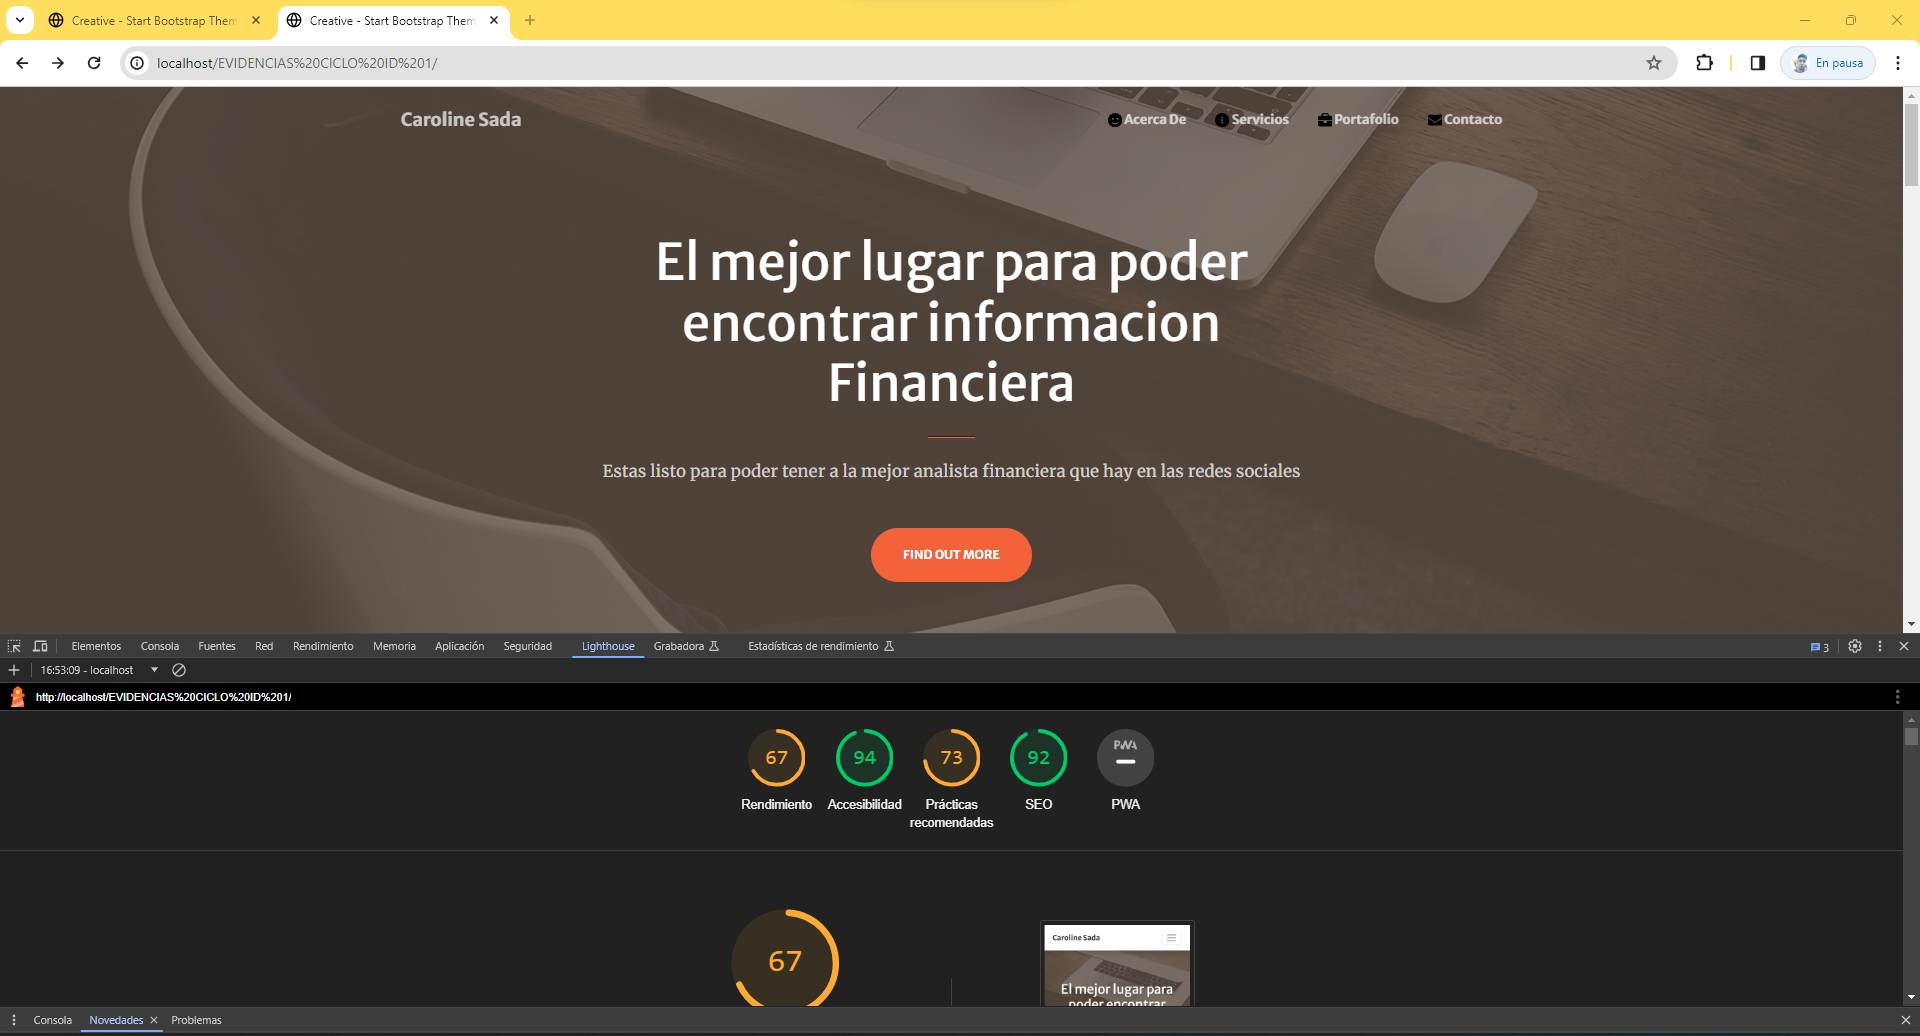 Creative - Start Bootstrap Them
Creative - Start Bootstrap Them
localhost/EVIDENCIAS%20CICLO%20ID%201/
En pausa
Caroline Sada
Acerca De
Servicios
Portafolio
Contacto
El mejor lugar para poder
encontrar informacion
Financiera
Estas listo para poder tener a la mejor analista financiera que hay en las redes sociales
FIND OUT MORE
Elementos
Consola
Fuentes
Red
Rendimiento
Memoria
Aplicación
Seguridad
Lighthouse
Grabadora
Estadísticas de rendimiento
3
16:53:09 - localhost
http://localhost/EVIDENCIAS%20CICLO%20ID%201/
67
94
73
92
PWA
Rendimiento
Accesibilidad
Prácticas
recomendadas
SEO
PWA
67
Caroline Sada
El mejor lugar para
poder encontrar
Consola
Novedades
Problemas